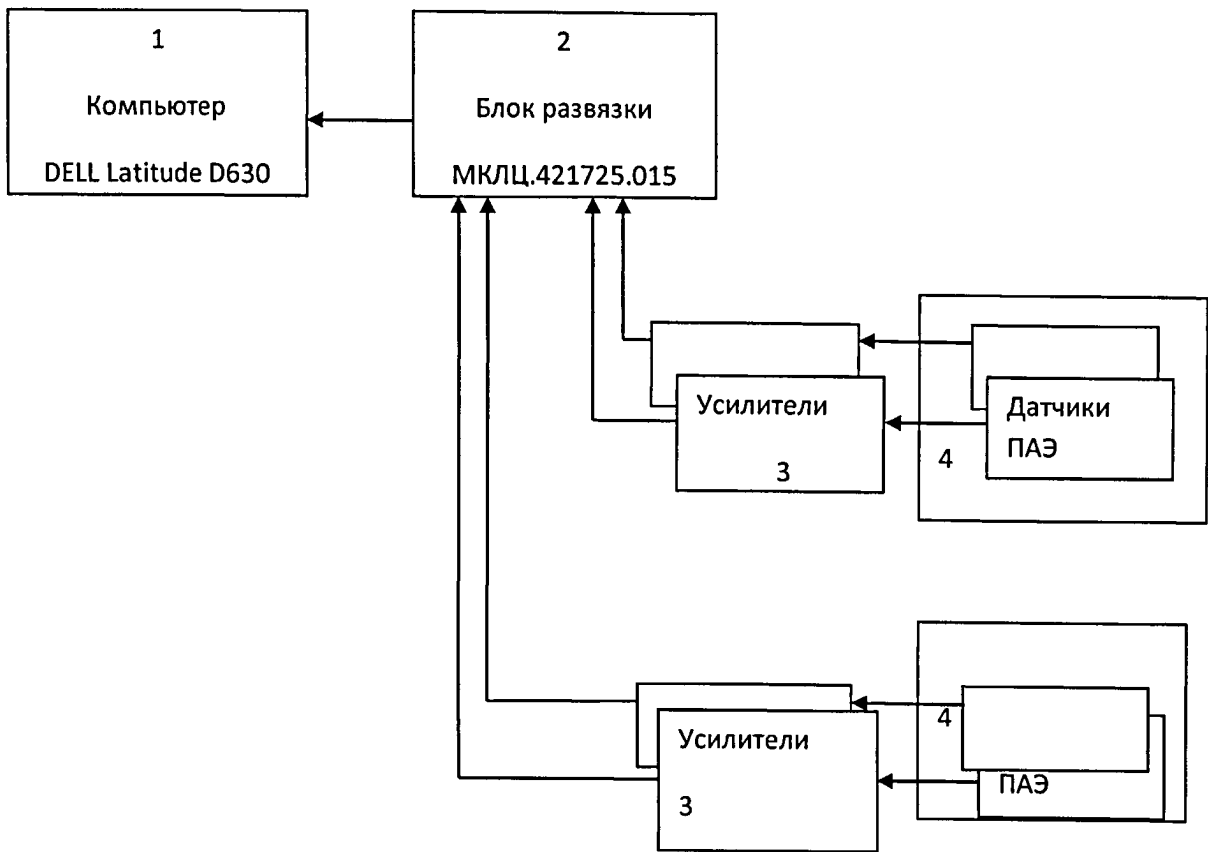 1
Компьютер
DELL Latitude D630
2
Блок развязки
МКЛЦ.421725.015
Усилители
3
Датчики
ПАЭ
4
Усилители
3
4
ПАЭ